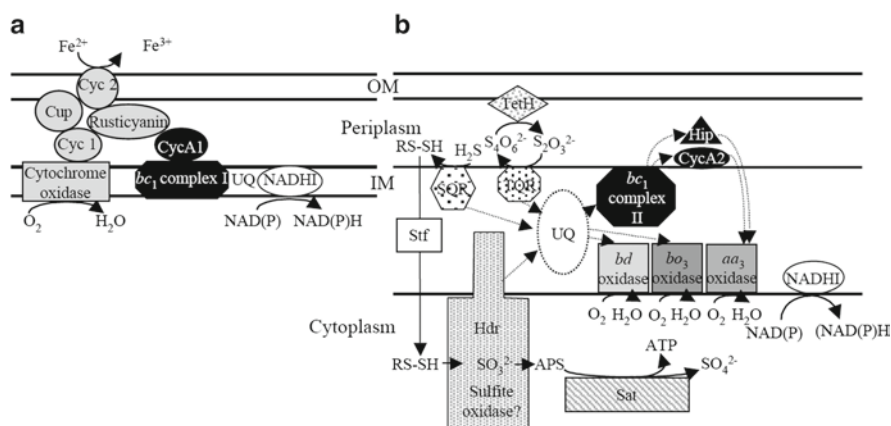 a
Fe2+ Fe3+
Cyc 2
Cup
Rusticyanin
Cyc 1
CycA1
Cytochrome
oxidase
bc1 complex I
UQ
NADHI
O2 H2O
NAD(P) NAD(P)H
OM
Periplasm
IM
Cytoplasm
b
TetH
RS-SH
H2S
S4O62- S2O32-
SQR
TQR
Hip
CycA2
bc1
complex
II
Stf
UQ
bd
oxidase
bo3
oxidase
aa3
oxidase
NADHI
O2 H2O O2 H2O O2 H2O
NAD(P) (NAD(P)H
Hdr
ATP
RS-SH SO32- APS SO42-
Sulfite
oxidase?
Sat